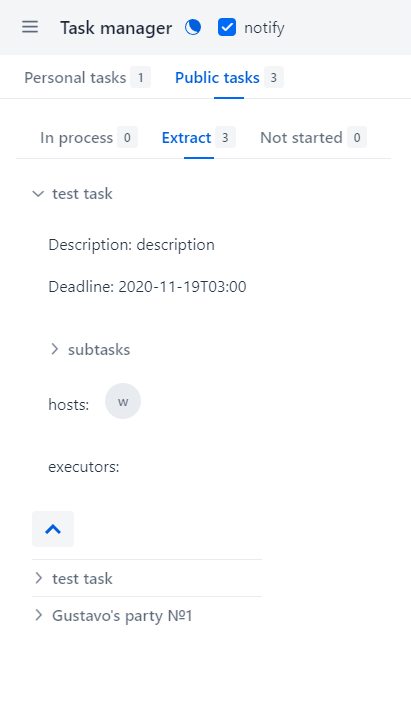 Task manager notify
Personal tasks 1 Public tasks 3
In process 0 Extract 3 Not started 0
test task
Description: description
Deadline: 2020-11-19T03:00
subtasks
hosts: w
executors:
test task
Gustavo's party №1